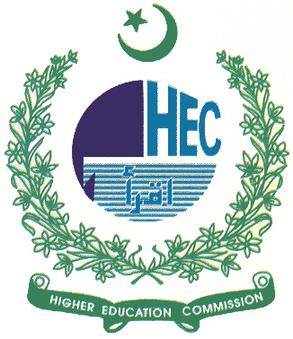 HEC
اقرأ
HIGHER EDUCATION COMMISSION